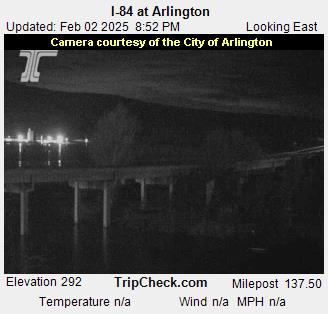 I-84 at Arlington
Updated: Feb 02 2025 8:52 PM Looking East
Camera courtesy of the City of Arlington
Elevation 292 TripCheck.com Milepost 137.50
Temperature n/a Wind n/a MPH n/a